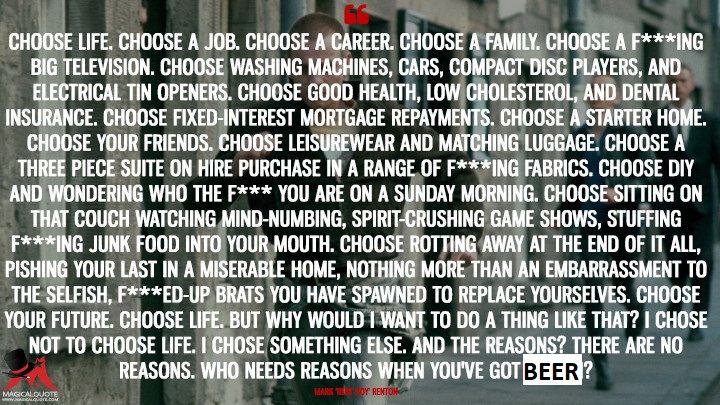 CHOOSE LIFE. CHOOSE A JOB. CHOOSE A CAREER. CHOOSE A FAMILY. CHOOSE A F***ING
BIG TELEVISION. CHOOSE WASHING MACHINES, CARS, COMPACT DISC PLAYERS, AND
ELECTRICAL TIN OPENERS. CHOOSE GOOD HEALTH, LOW CHOLESTEROL, AND DENTAL
INSURANCE. CHOOSE FIXED-INTEREST MORTGAGE REPAYMENTS. CHOOSE A STARTER HOME.
CHOOSE YOUR FRIENDS. CHOOSE LEISUREWEAR AND MATCHING LUGGAGE. CHOOSE A
THREE PIECE SUITE ON HIRE PURCHASE IN A RANGE OF F***ING FABRICS. CHOOSE DIY
AND WONDERING WHO THE F*** YOU ARE ON A SUNDAY MORNING. CHOOSE SITTING ON
THAT COUCH WATCHING MIND-NUMBING, SPIRIT-CRUSHING GAME SHOWS, STUFFING
F***ING JUNK FOOD INTO YOUR MOUTH. CHOOSE ROTTING AWAY AT THE END OF IT ALL,
PISHING YOUR LAST IN A MISERABLE HOME, NOTHING MORE THAN AN EMBARRASSMENT TO
THE SELFISH, F***ED-UP BRATS YOU HAVE SPAWNED TO REPLACE YOURSELVES. CHOOSE
YOUR FUTURE. CHOOSE LIFE. BUT WHY WOULD I WANT TO DO A THING LIKE THAT? I CHOSE
NOT TO CHOOSE LIFE. I CHOSE SOMETHING ELSE. AND THE REASONS? THERE ARE NO
REASONS. WHO NEEDS REASONS WHEN YOU'VE GOT BEER?
MARK 'RENT BOY' RENTON
MAGICALQUOTE
WWW.MAGICALQUOTE.COM